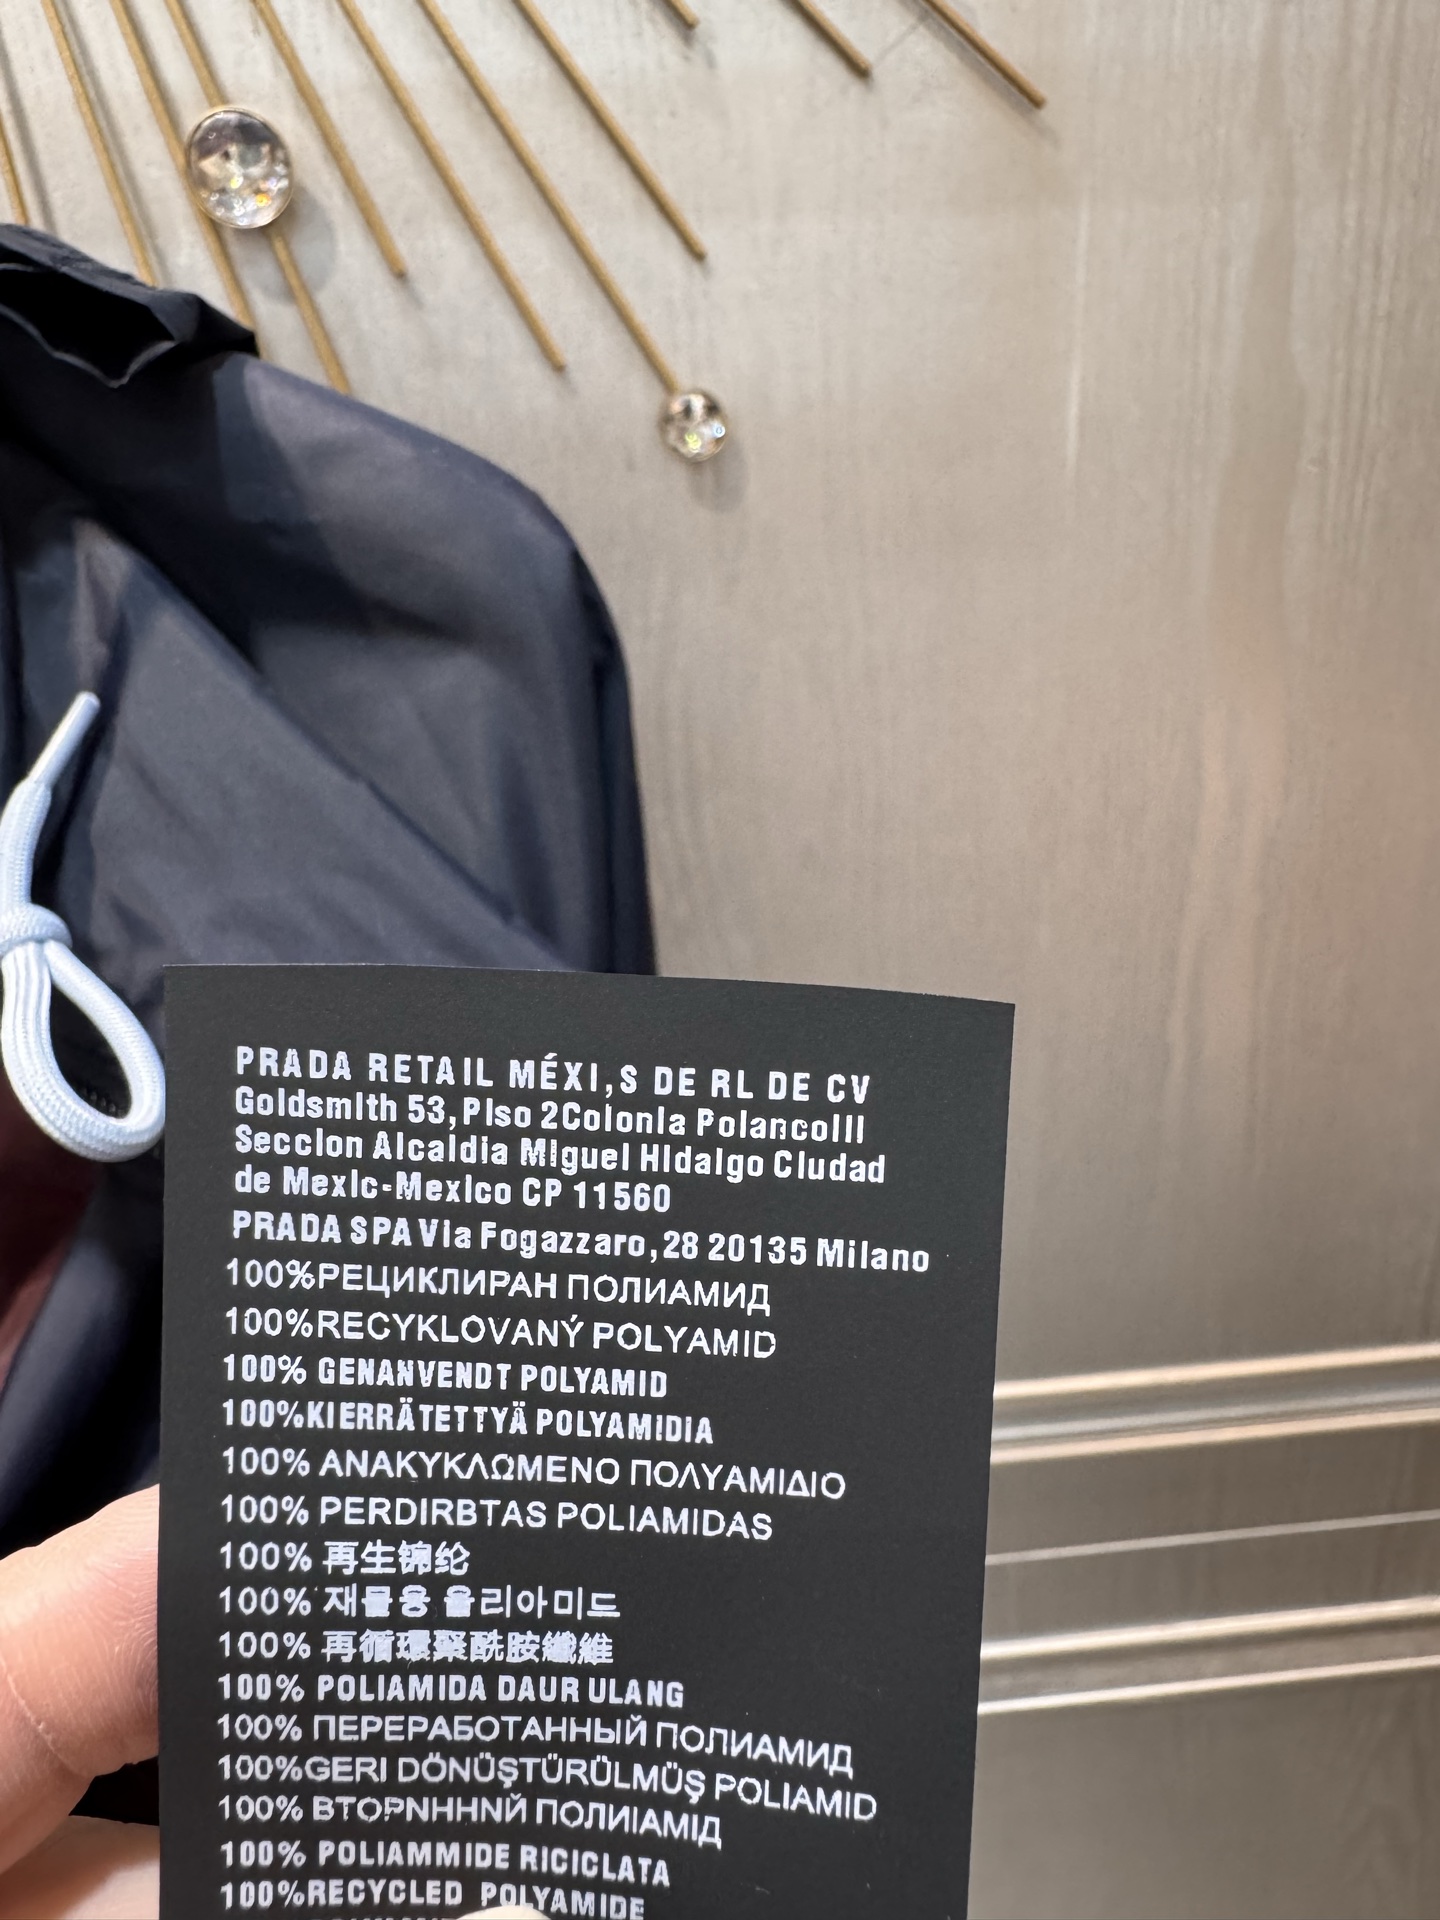 PRADA RETAIL MÉXI,S DE RL DE CV
Goldsmith 53,Piso 2Colonia PolancoIII
Seccion Alcaldia Miguel Hidalgo Ciudad
de Mexic-Mexico CP 11560
PRADA SPA Via Fogazzaro,28 20135 Milano
100%РЕЦИКЛИРАН ПОЛИАМИД
100%RECYKLOVANÝ POLYAMID
100% GENANVENDT POLYAMID
100%KIERRÄTETTYÄ POLYAMIDIA
100% ΑΝΑΚΥΚΛΩΜΕΝΟ ΠΟΛΥΑΜΙΔΙΟ
100% PERDIRBTAS POLIAMIDAS
100% 再生锦纶
100% 재활용 폴리아미드
100% 再循環聚酰胺纖維
100% POLIAMIDA DAUR ULANG
100% ПЕРЕРАБОТАННЫЙ ПОЛИАМИД
100%GERI DÖNÜŞTÜRÜLMÜŞ POLIAMID
100% ВТОРNHHNЙ ПОЛИIАМІД
100% POLIAMMIDE RICICLATA
100%RECYCLED POLYAMIDE